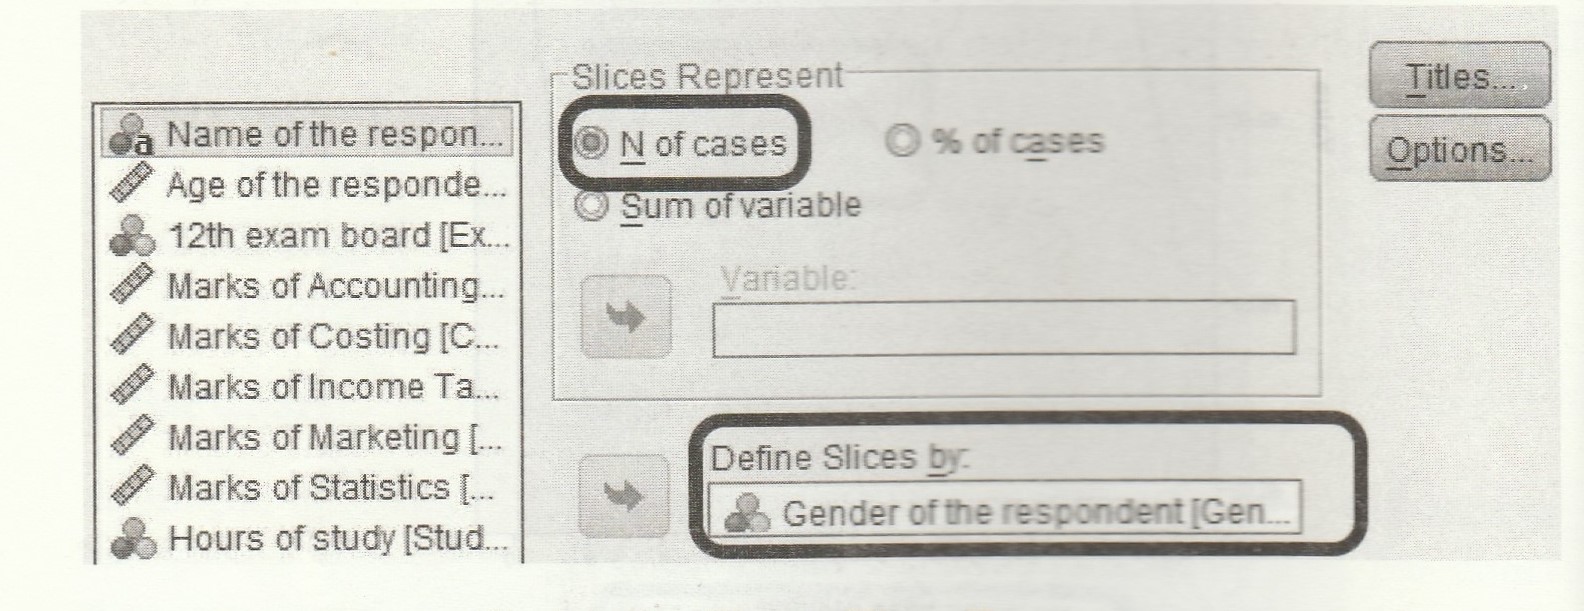 Slices Represent
N of cases
% of cases
Sum of variable
Variable:
Define Slices by:
Gender of the respondent [Gen...
Titles...
Options...
Name of the respon...
Age of the responde...
12th exam board [Ex...
Marks of Accounting...
Marks of Costing [C...
Marks of Income Ta...
Marks of Marketing [...
Marks of Statistics [...
Hours of study [Stud...